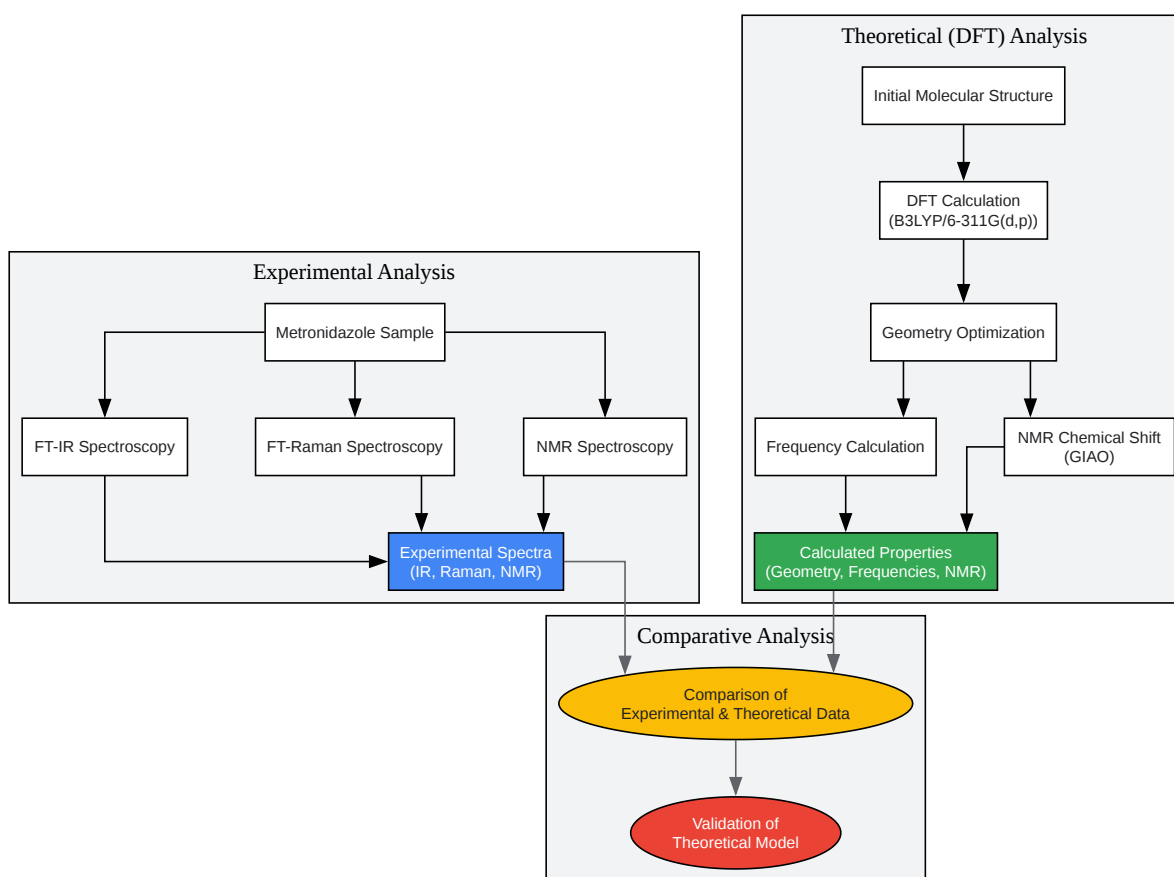 Theoretical (DFT) Analysis
Initial Molecular Structure
DFT Calculation
(B3LYP/6-311G(d,p))
Geometry Optimization
Frequency Calculation
NMR Chemical Shift
(GIAO)
Calculated Properties
(Geometry, Frequencies, NMR)
Experimental Analysis
Metronidazole Sample
FT-IR Spectroscopy
FT-Raman Spectroscopy
NMR Spectroscopy
Experimental Spectra
(IR, Raman, NMR)
Comparative Analysis
Comparison of
Experimental & Theoretical Data
Validation of
Theoretical Model